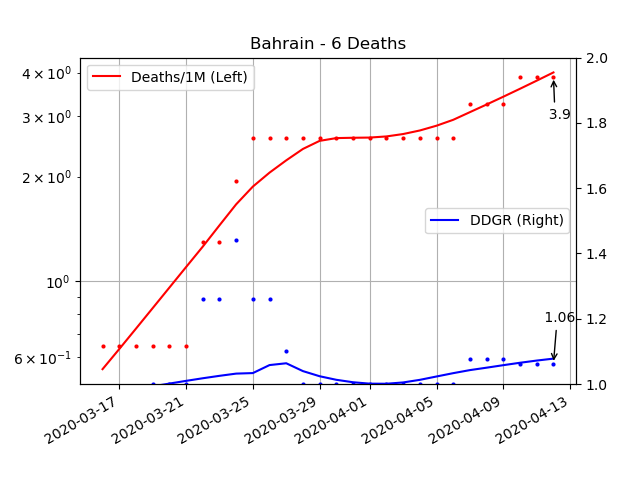 Bahrain - 6 Deaths
Deaths/1M (Left)
DDGR (Right)
4 × 10⁰
3 × 10⁰
2 × 10⁰
10⁰
6 × 10⁻¹
2.0
1.8
1.6
1.4
1.2
1.0
3.9
1.06
2020-03-17
2020-03-21
2020-03-25
2020-03-29
2020-04-01
2020-04-05
2020-04-09
2020-04-13